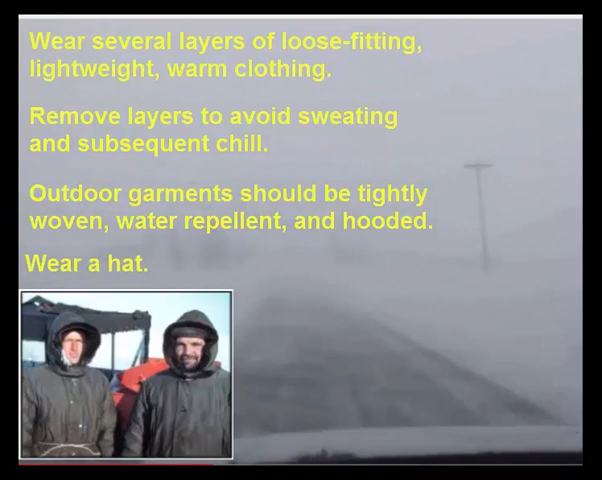 Wear several layers of loose-fitting,
lightweight, warm clothing.
Remove layers to avoid sweating
and subsequent chill.
Outdoor garments should be tightly
woven, water repellent, and hooded.
Wear a hat.